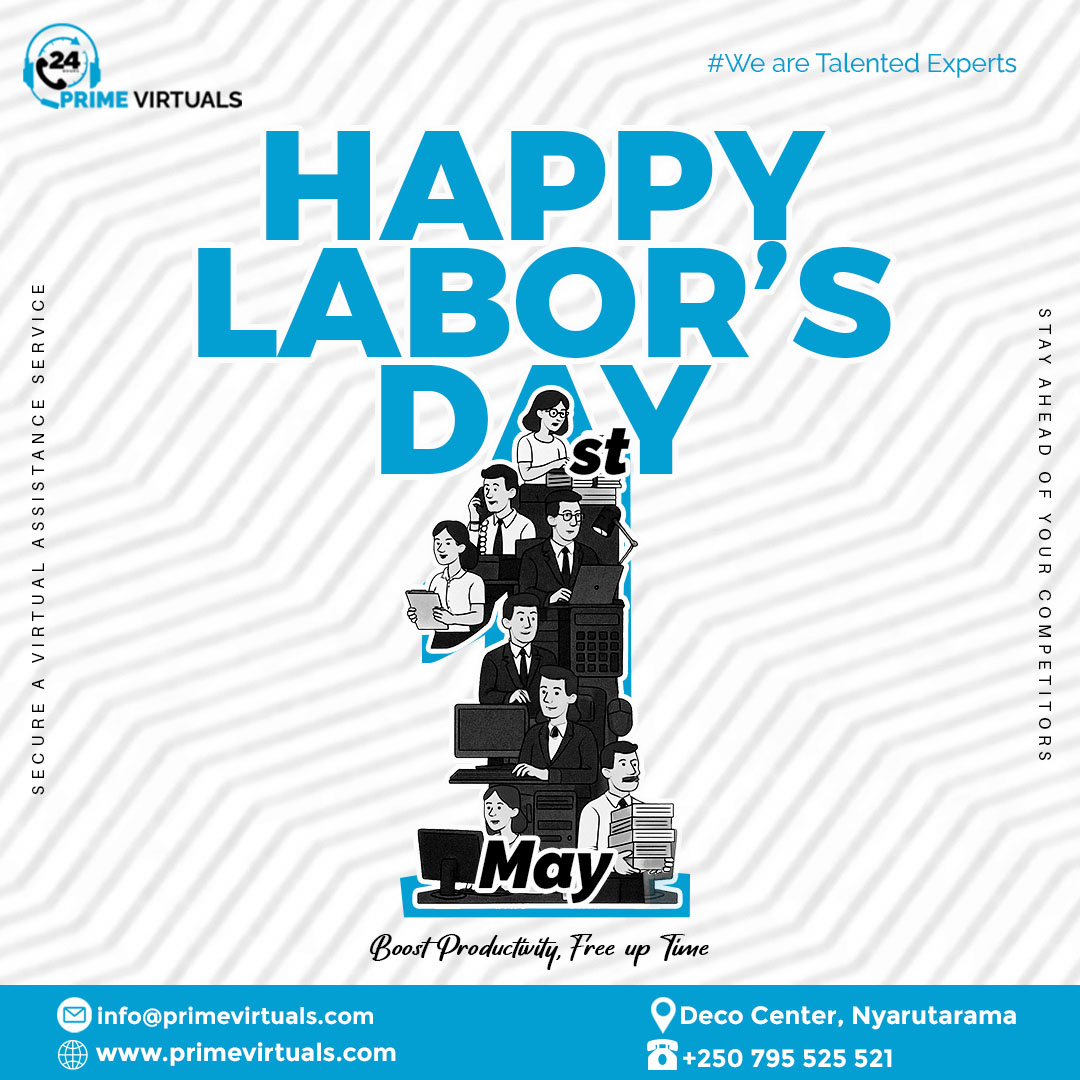 24
HOURS
PRIME VIRTUALS
#We are Talented Experts
HAPPY
LABOR’S
DAY
1st
May
SECURE A VIRTUAL ASSISTANCE SERVICE
STAY AHEAD OF YOUR COMPETITORS
Boost Productivity, Free up Time
info@primevirtuals.com
www.primevirtuals.com
Deco Center, Nyarutarama
+250 795 525 521